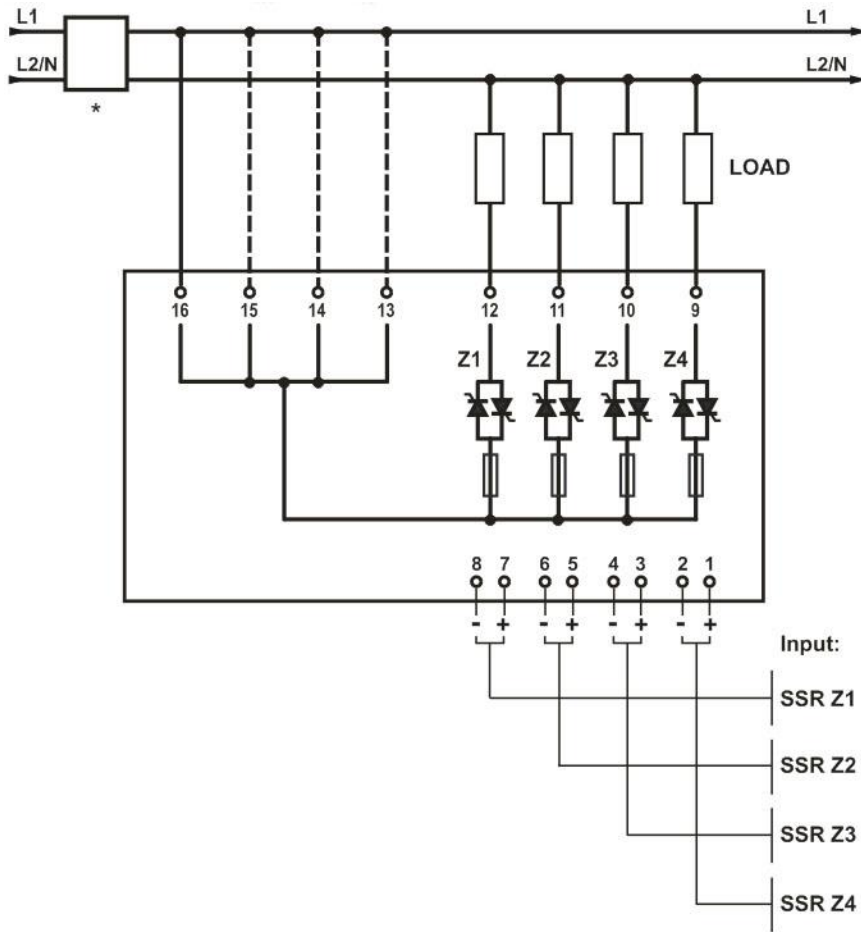 L1 L1
L2/N L2/N
*
LOAD
16 15 14 13 12 11 10 9
Z1 Z2 Z3 Z4
8 7 6 5 4 3 2 1
- + - + - + - +
Input:
SSR Z1
SSR Z2
SSR Z3
SSR Z4